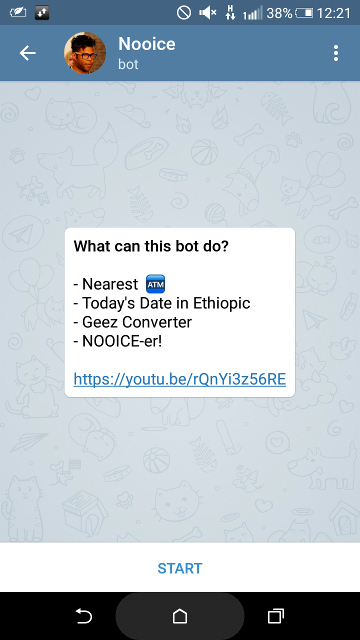 H
38%
12:21
Nooice
bot
What can this bot do?
- Nearest ATM
- Today's Date in Ethiopic
- Geez Converter
- NOOICE-er!
https://youtu.be/rQnYi3z56RE
START